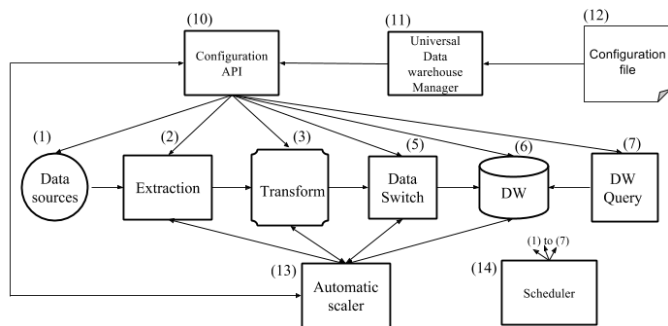 (10)
Configuration
API
(11)
Universal
Data
warehouse
Manager
(12)
Configuration
file
(1)
Data
sources
(2)
Extraction
(3)
Transform
(5)
Data
Switch
(6)
DW
(7)
DW
Query
(13)
Automatic
scaler
(1) to (7)
(14)
Scheduler